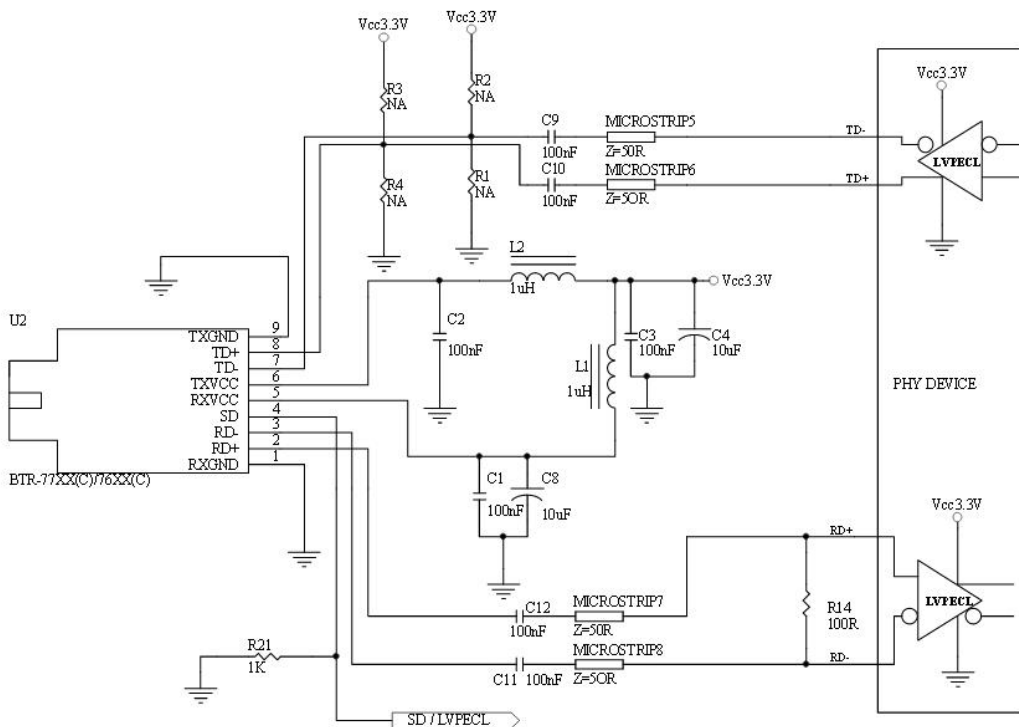 Vcc3.3V
Vcc3.3V
R3
NA
R2
NA
R4
NA
R1
NA
C9
100nF
MICROSTRIP5
Z=50R
C10
100nF
MICROSTRIP6
Z=5OR
TD-
TD+
Vcc3.3V
LVPECL
L2
1uH
Vcc3.3V
C2
100nF
C3
100nF
C4
10uF
L1
1uH
PHY DEVICE
U2
TXGND 9
TD+ 8
TD- 7
TXVCC 6
RXVCC 5
SD 4
RD- 3
RD+ 2
RXGND 1
BTR-77XX(C)/76XX(C)
C1
100nF
C8
10uF
Vcc3.3V
RD+
LVPECL
R14
100R
RD-
C12
100nF
MICROSTRIP7
Z=50R
C11
100nF
MICROSTRIP8
Z=5OR
R21
1K
SD / LVPECL